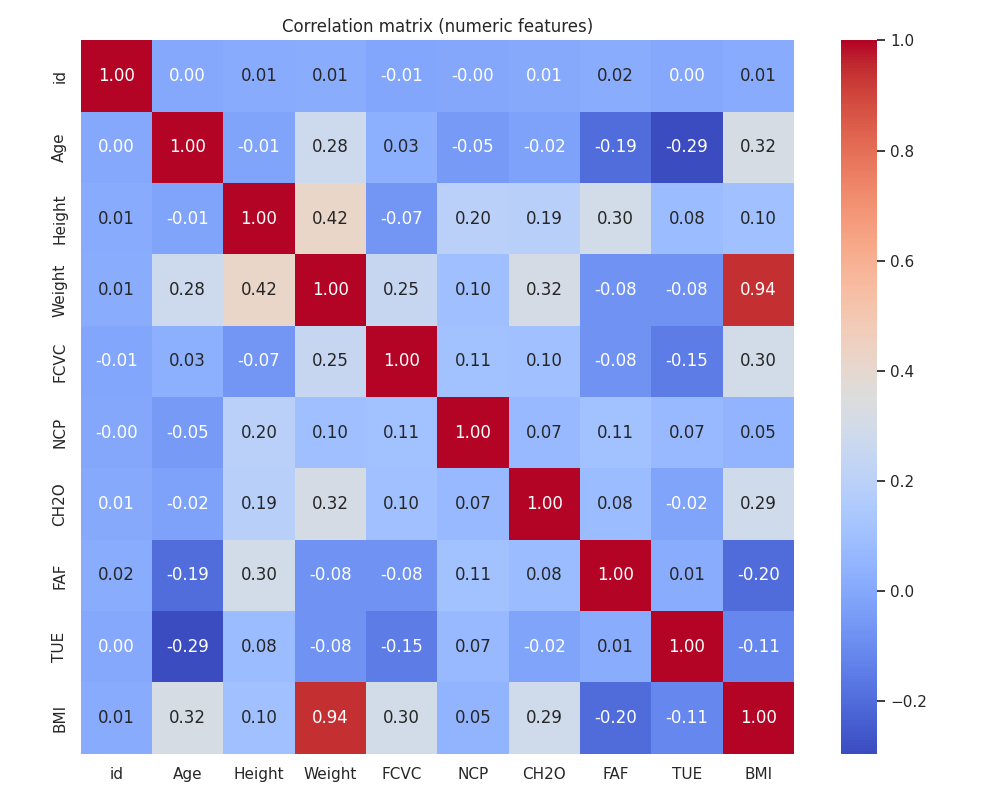 Correlation matrix (numeric features)
id 1.00 0.00 0.01 0.01 -0.01 -0.00 0.01 0.02 0.00 0.01
Age 0.00 1.00 -0.01 0.28 0.03 -0.05 -0.02 -0.19 -0.29 0.32
Height 0.01 -0.01 1.00 0.42 -0.07 0.20 0.19 0.30 0.08 0.10
Weight 0.01 0.28 0.42 1.00 0.25 0.10 0.32 -0.08 -0.08 0.94
FCVC -0.01 0.03 -0.07 0.25 1.00 0.11 0.10 -0.08 -0.15 0.30
NCP -0.00 -0.05 0.20 0.10 0.11 1.00 0.07 0.11 0.07 0.05
CH2O 0.01 -0.02 0.19 0.32 0.10 0.07 1.00 0.08 -0.02 0.29
FAF 0.02 -0.19 0.30 -0.08 -0.08 0.11 0.08 1.00 0.01 -0.20
TUE 0.00 -0.29 0.08 -0.08 -0.15 0.07 -0.02 0.01 1.00 -0.11
BMI 0.01 0.32 0.10 0.94 0.30 0.05 0.29 -0.20 -0.11 1.00
id Age Height Weight FCVC NCP CH2O FAF TUE BMI
1.0
0.8
0.6
0.4
0.2
0.0
−0.2